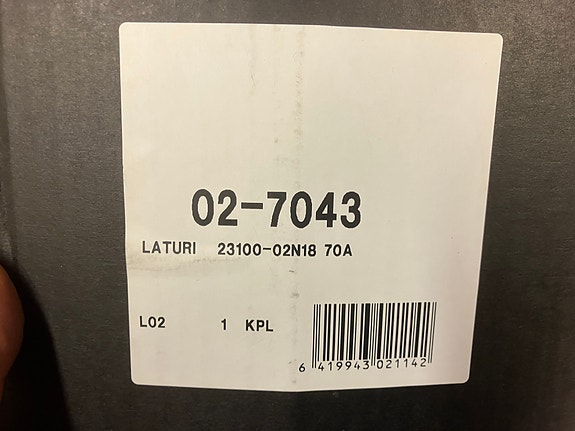 02-7043
LATURI 23100-02N18 70A
L02 1 KPL
6 419943 021142